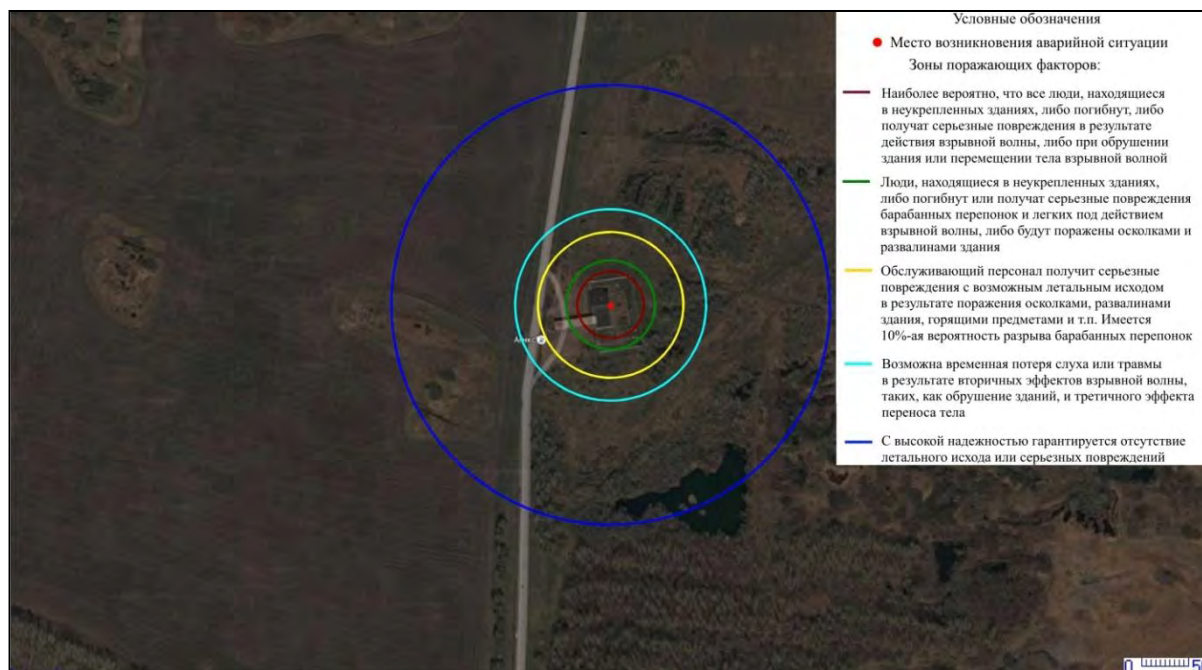 Условные обозначения
Место возникновения аварийной ситуации
Зоны поражающих факторов:
Наиболее вероятно, что все люди, находящиеся
в неукрепленных зданиях, либо погибнут, либо
получат серьезные повреждения в результате
действия взрывной волны, либо при обрушении
здания или перемещении тела взрывной волной
Люди, находящиеся в неукрепленных зданиях,
либо погибнут или получат серьезные повреждения
барабанных перепонок и легких под действием
взрывной волны, либо будут поражены осколками и
развалинами здания
Обслуживающий персонал получит серьезные
повреждения с возможным летальным исходом
в результате поражения осколками, развалинами
здания, горящими предметами и т.п. Имеется
10%-ая вероятность разрыва барабанных перепонок
Возможна временная потеря слуха или травмы
в результате вторичных эффектов взрывной волны,
таких, как обрушение зданий, и третичного эффекта
переноса тела
С высокой надежностью гарантируется отсутствие
летального исхода или серьезных повреждений
0